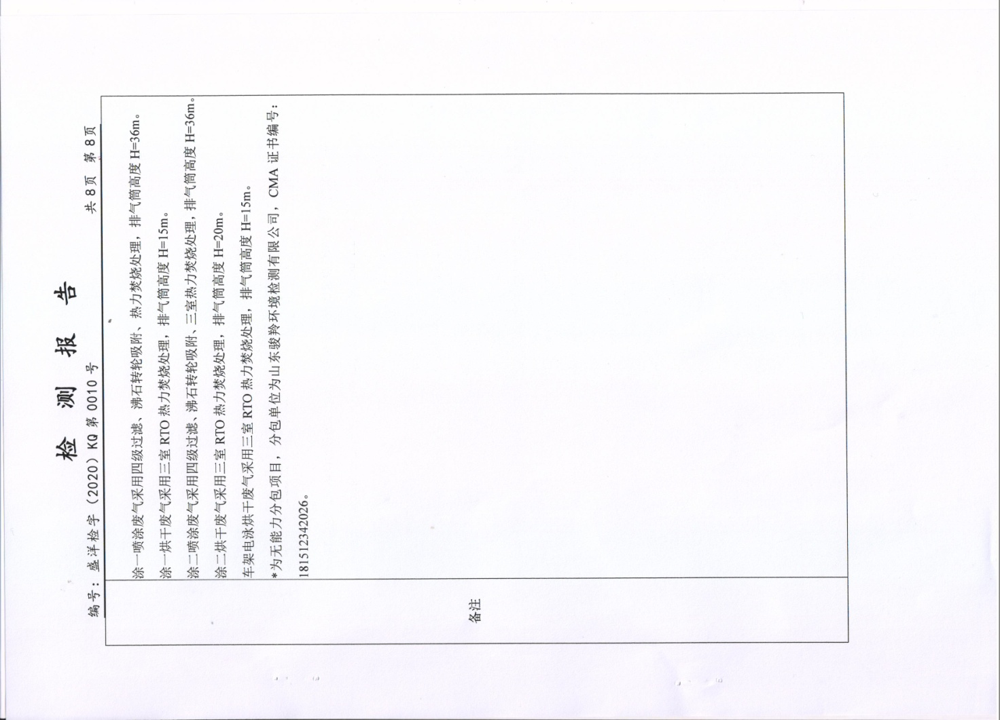 检测报告
编号：盛洋检字（2020）KQ第0010号 共8页 第8页
涂一喷涂废气采用四级过滤、沸石转轮吸附、热力焚烧处理，排气筒高度H=36m。
涂一烘干废气采用三室RTO热力焚烧处理，排气筒高度H=15m。
涂二喷涂废气采用四级过滤、沸石转轮吸附、三室热力焚烧处理，排气筒高度H=36m。
涂二烘干废气采用三室RTO热力焚烧处理，排气筒高度H=20m。
车架电泳烘干废气采用三室RTO热力焚烧处理，排气筒高度H=15m。
*为无能力分包项目，分包单位为山东骏羚环境检测有限公司，CMA证书编号：
181512342026。
备注